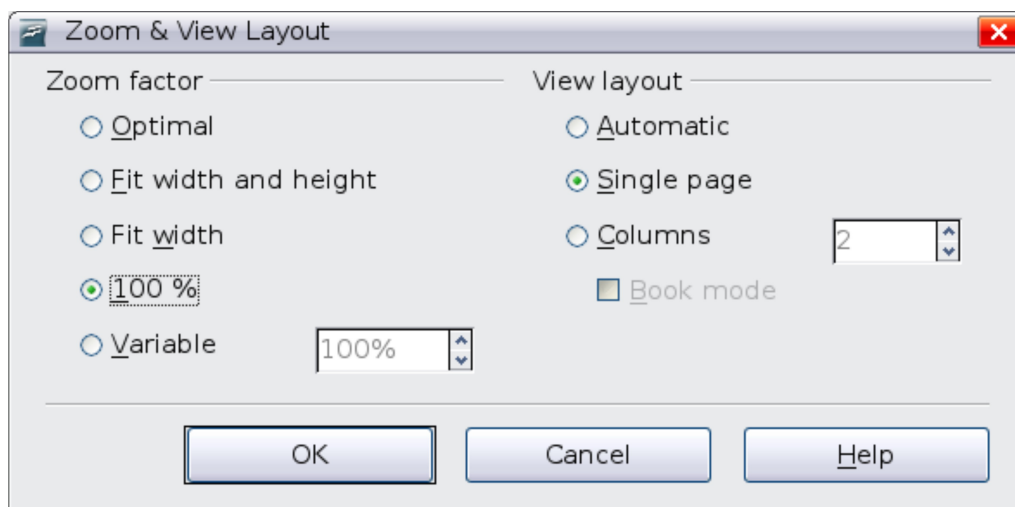 Zoom & View Layout
Zoom factor
Optimal
Fit width and height
Fit width
100 %
Variable 100%
View layout
Automatic
Single page
Columns 2
Book mode
OK Cancel Help